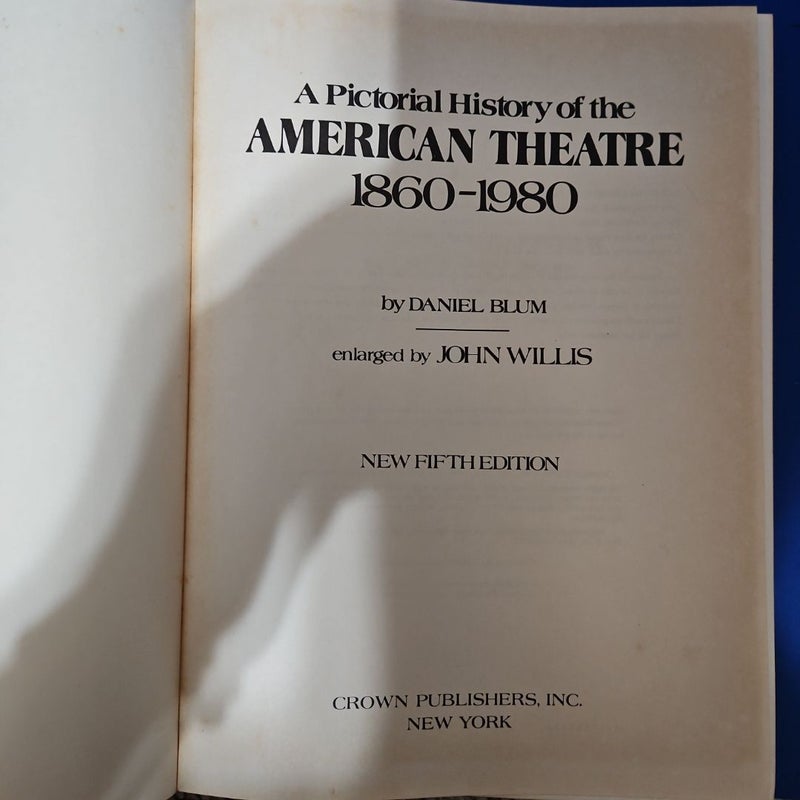 A Pictorial History of the
AMERICAN THEATRE
1860-1980
by DANIEL BLUM
enlarged by JOHN WILLIS
NEW FIFTH EDITION
CROWN PUBLISHERS, INC.
NEW YORK